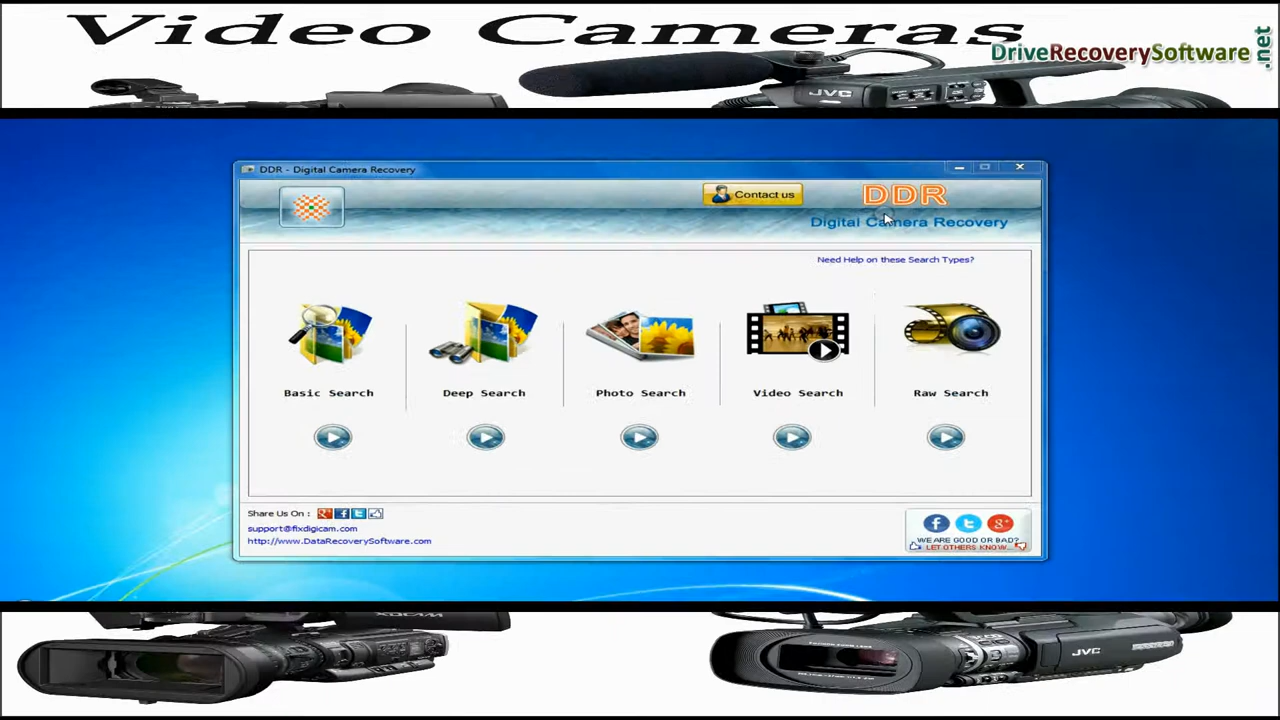 Video Cameras
DriveRecoverySoftware.net
JVC
DDR - Digital Camera Recovery
Contact us
DDR
Digital Camera Recovery
Need Help on these Search Types?
Basic Search
Deep Search
Photo Search
Video Search
Raw Search
Share Us On :
support@fixdigicam.com
http://www.DataRecoverySoftware.com
WE ARE GOOD OR BAD?
LET OTHERS KNOW...
XDCAM
JVC